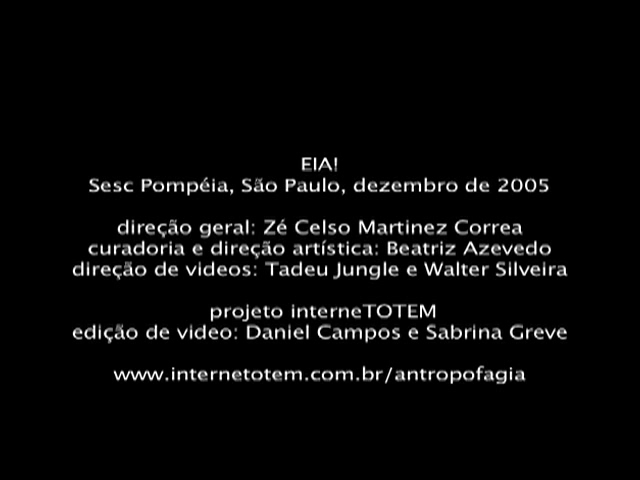 EIA!
Sesc Pompéia, São Paulo, dezembro de 2005
direção geral: Zé Celso Martinez Correa
curadoria e direção artística: Beatriz Azevedo
direção de videos: Tadeu Jungle e Walter Silveira
projeto interneTOTEM
edição de video: Daniel Campos e Sabrina Greve
www.internetotem.com.br/antropofagia